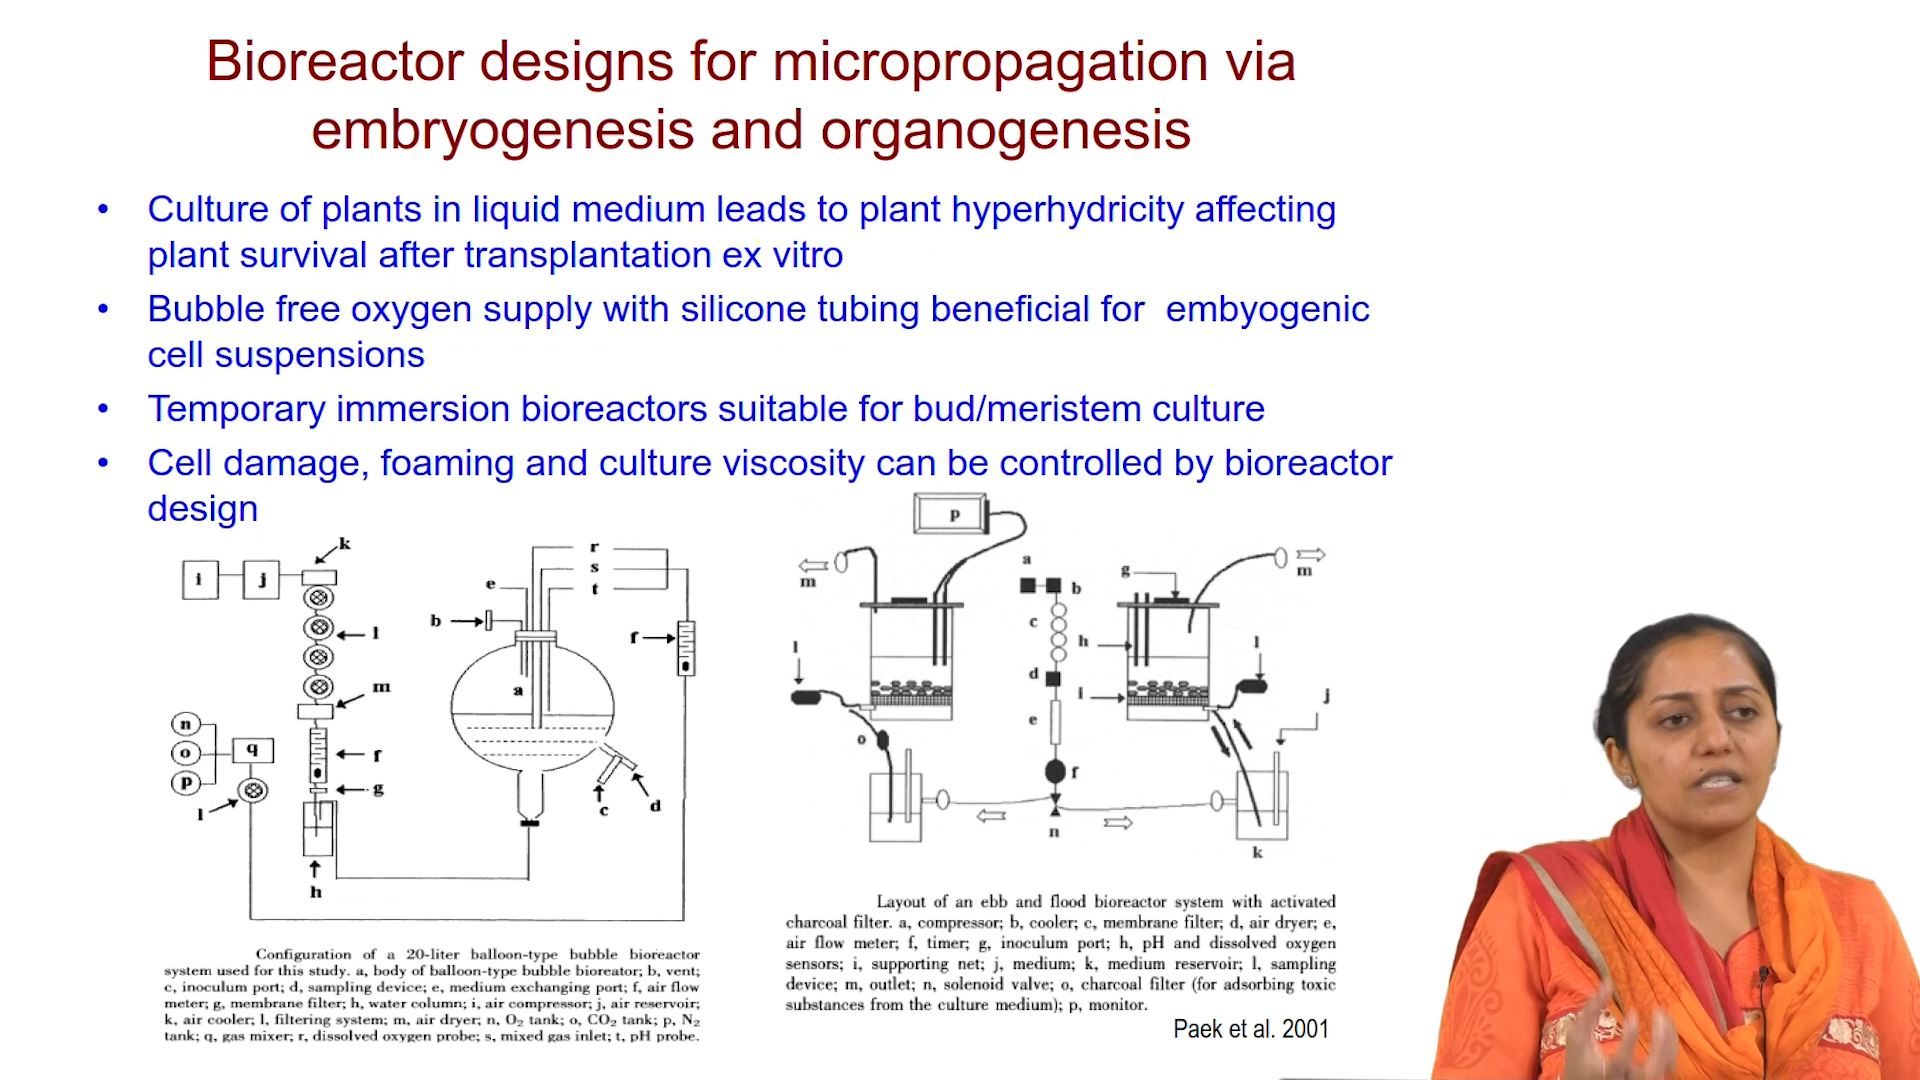 Bioreactor designs for micropropagation via
embryogenesis and organogenesis
• Culture of plants in liquid medium leads to plant hyperhydricity affecting
plant survival after transplantation ex vitro
• Bubble free oxygen supply with silicone tubing beneficial for embyogenic
cell suspensions
• Temporary immersion bioreactors suitable for bud/meristem culture
• Cell damage, foaming and culture viscosity can be controlled by bioreactor
design
k
i j
l
m
n
o
p
q
f
g
l
h
r
s
t
e
b
f
a
c
d
p
m
a
b
g
m
c
h
l
l
d
i
j
e
o
f
n
k
Configuration of a 20-liter balloon-type bubble bioreactor
system used for this study. a, body of balloon-type bubble bioreator; b, vent;
c, inoculum port; d, sampling device; e, medium exchanging port; f, air flow
meter; g, membrane filter; h, water column; i, air compressor; j, air reservoir;
k, air cooler; l, filtering system; m, air dryer; n, O2 tank; o, CO2 tank; p, N2
tank; q, gas mixer; r, dissolved oxygen probe; s, mixed gas inlet; t, pH probe.
Layout of an ebb and flood bioreactor system with activated
charcoal filter. a, compressor; b, cooler; c, membrane filter; d, air dryer; e,
air flow meter; f, timer; g, inoculum port; h, pH and dissolved oxygen
sensors; i, supporting net; j, medium; k, medium reservoir; l, sampling
device; m, outlet; n, solenoid valve; o, charcoal filter (for adsorbing toxic
substances from the culture medium); p, monitor.
Paek et al. 2001